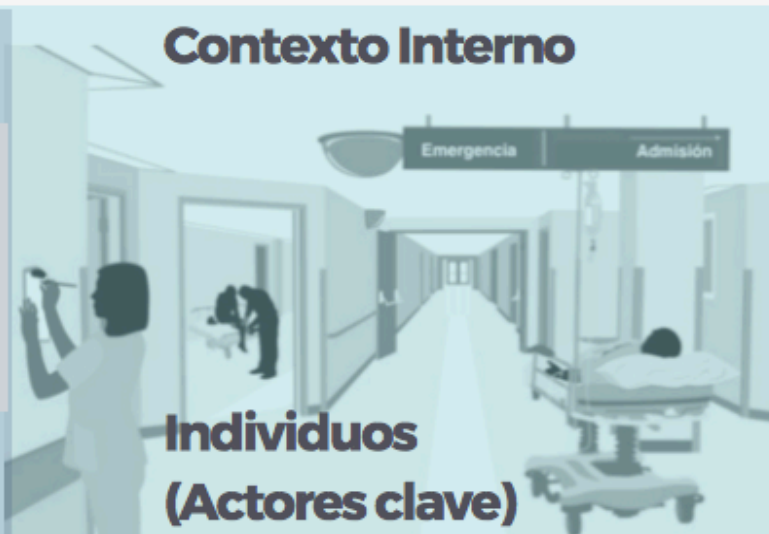 Contexto Interno
Emergencia
Admisión
Individuos
(Actores clave)